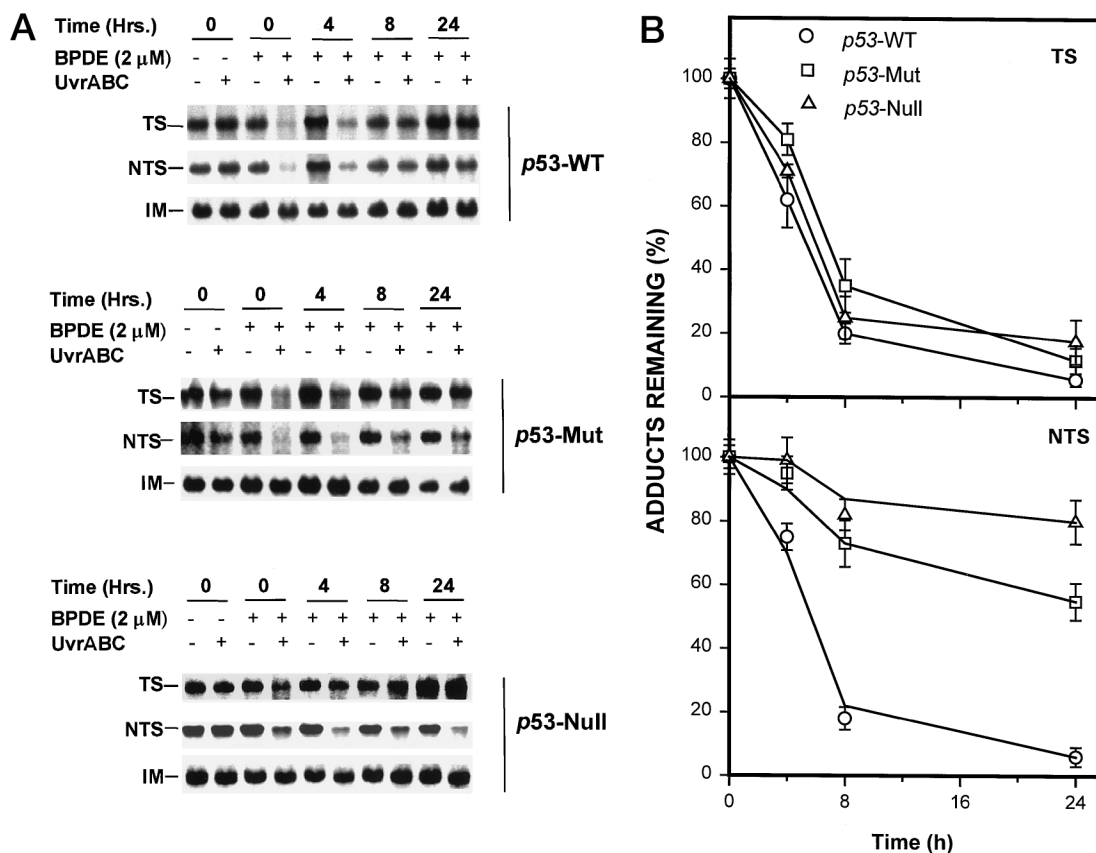 A
Time (Hrs.) 0 0 4 8 24
BPDE (2 μM) - - + + + + + + + +
UvrABC - + - + - + - + - +
TS
NTS
IM
p53-WT
Time (Hrs.) 0 0 4 8 24
BPDE (2 μM) - - + + + + + + + +
UvrABC - + - + - + - + - +
TS
NTS
IM
p53-Mut
Time (Hrs.) 0 0 4 8 24
BPDE (2 μM) - - + + + + + + + +
UvrABC - + - + - + - + - +
TS
NTS
IM
p53-Null
B
p53-WT
p53-Mut
p53-Null
TS
100
80
60
40
20
0
NTS
100
80
60
40
20
0
ADDUCTS REMAINING (%)
0 8 16 24
Time (h)